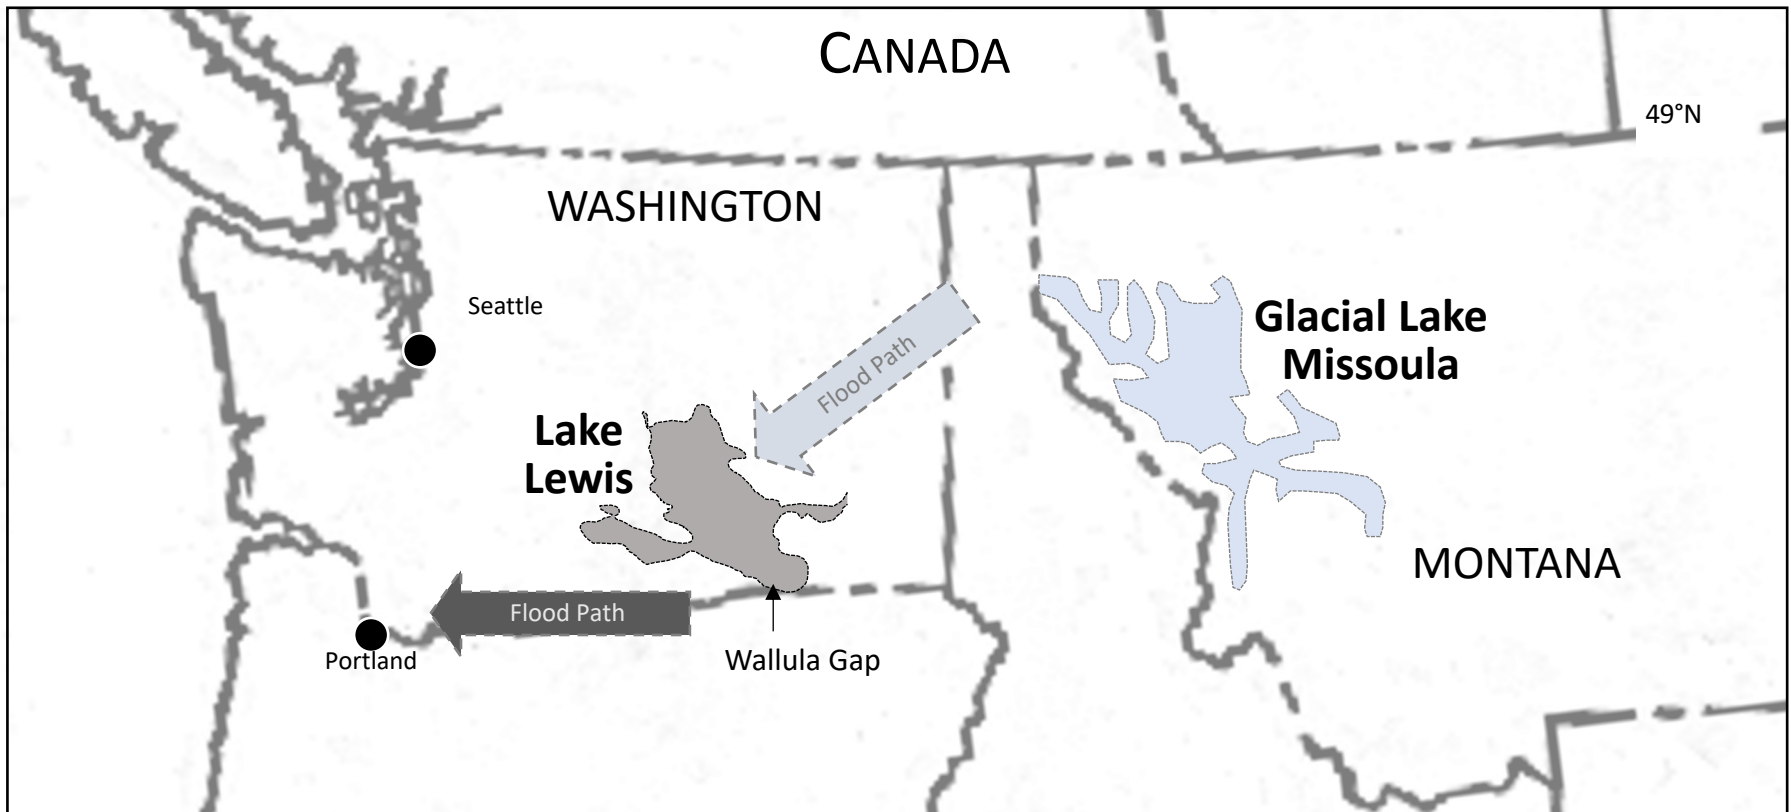 CANADA
49°N
WASHINGTON
Seattle
Glacial Lake
Missoula
Flood Path
Lake
Lewis
MONTANA
Flood Path
Portland
Wallula Gap